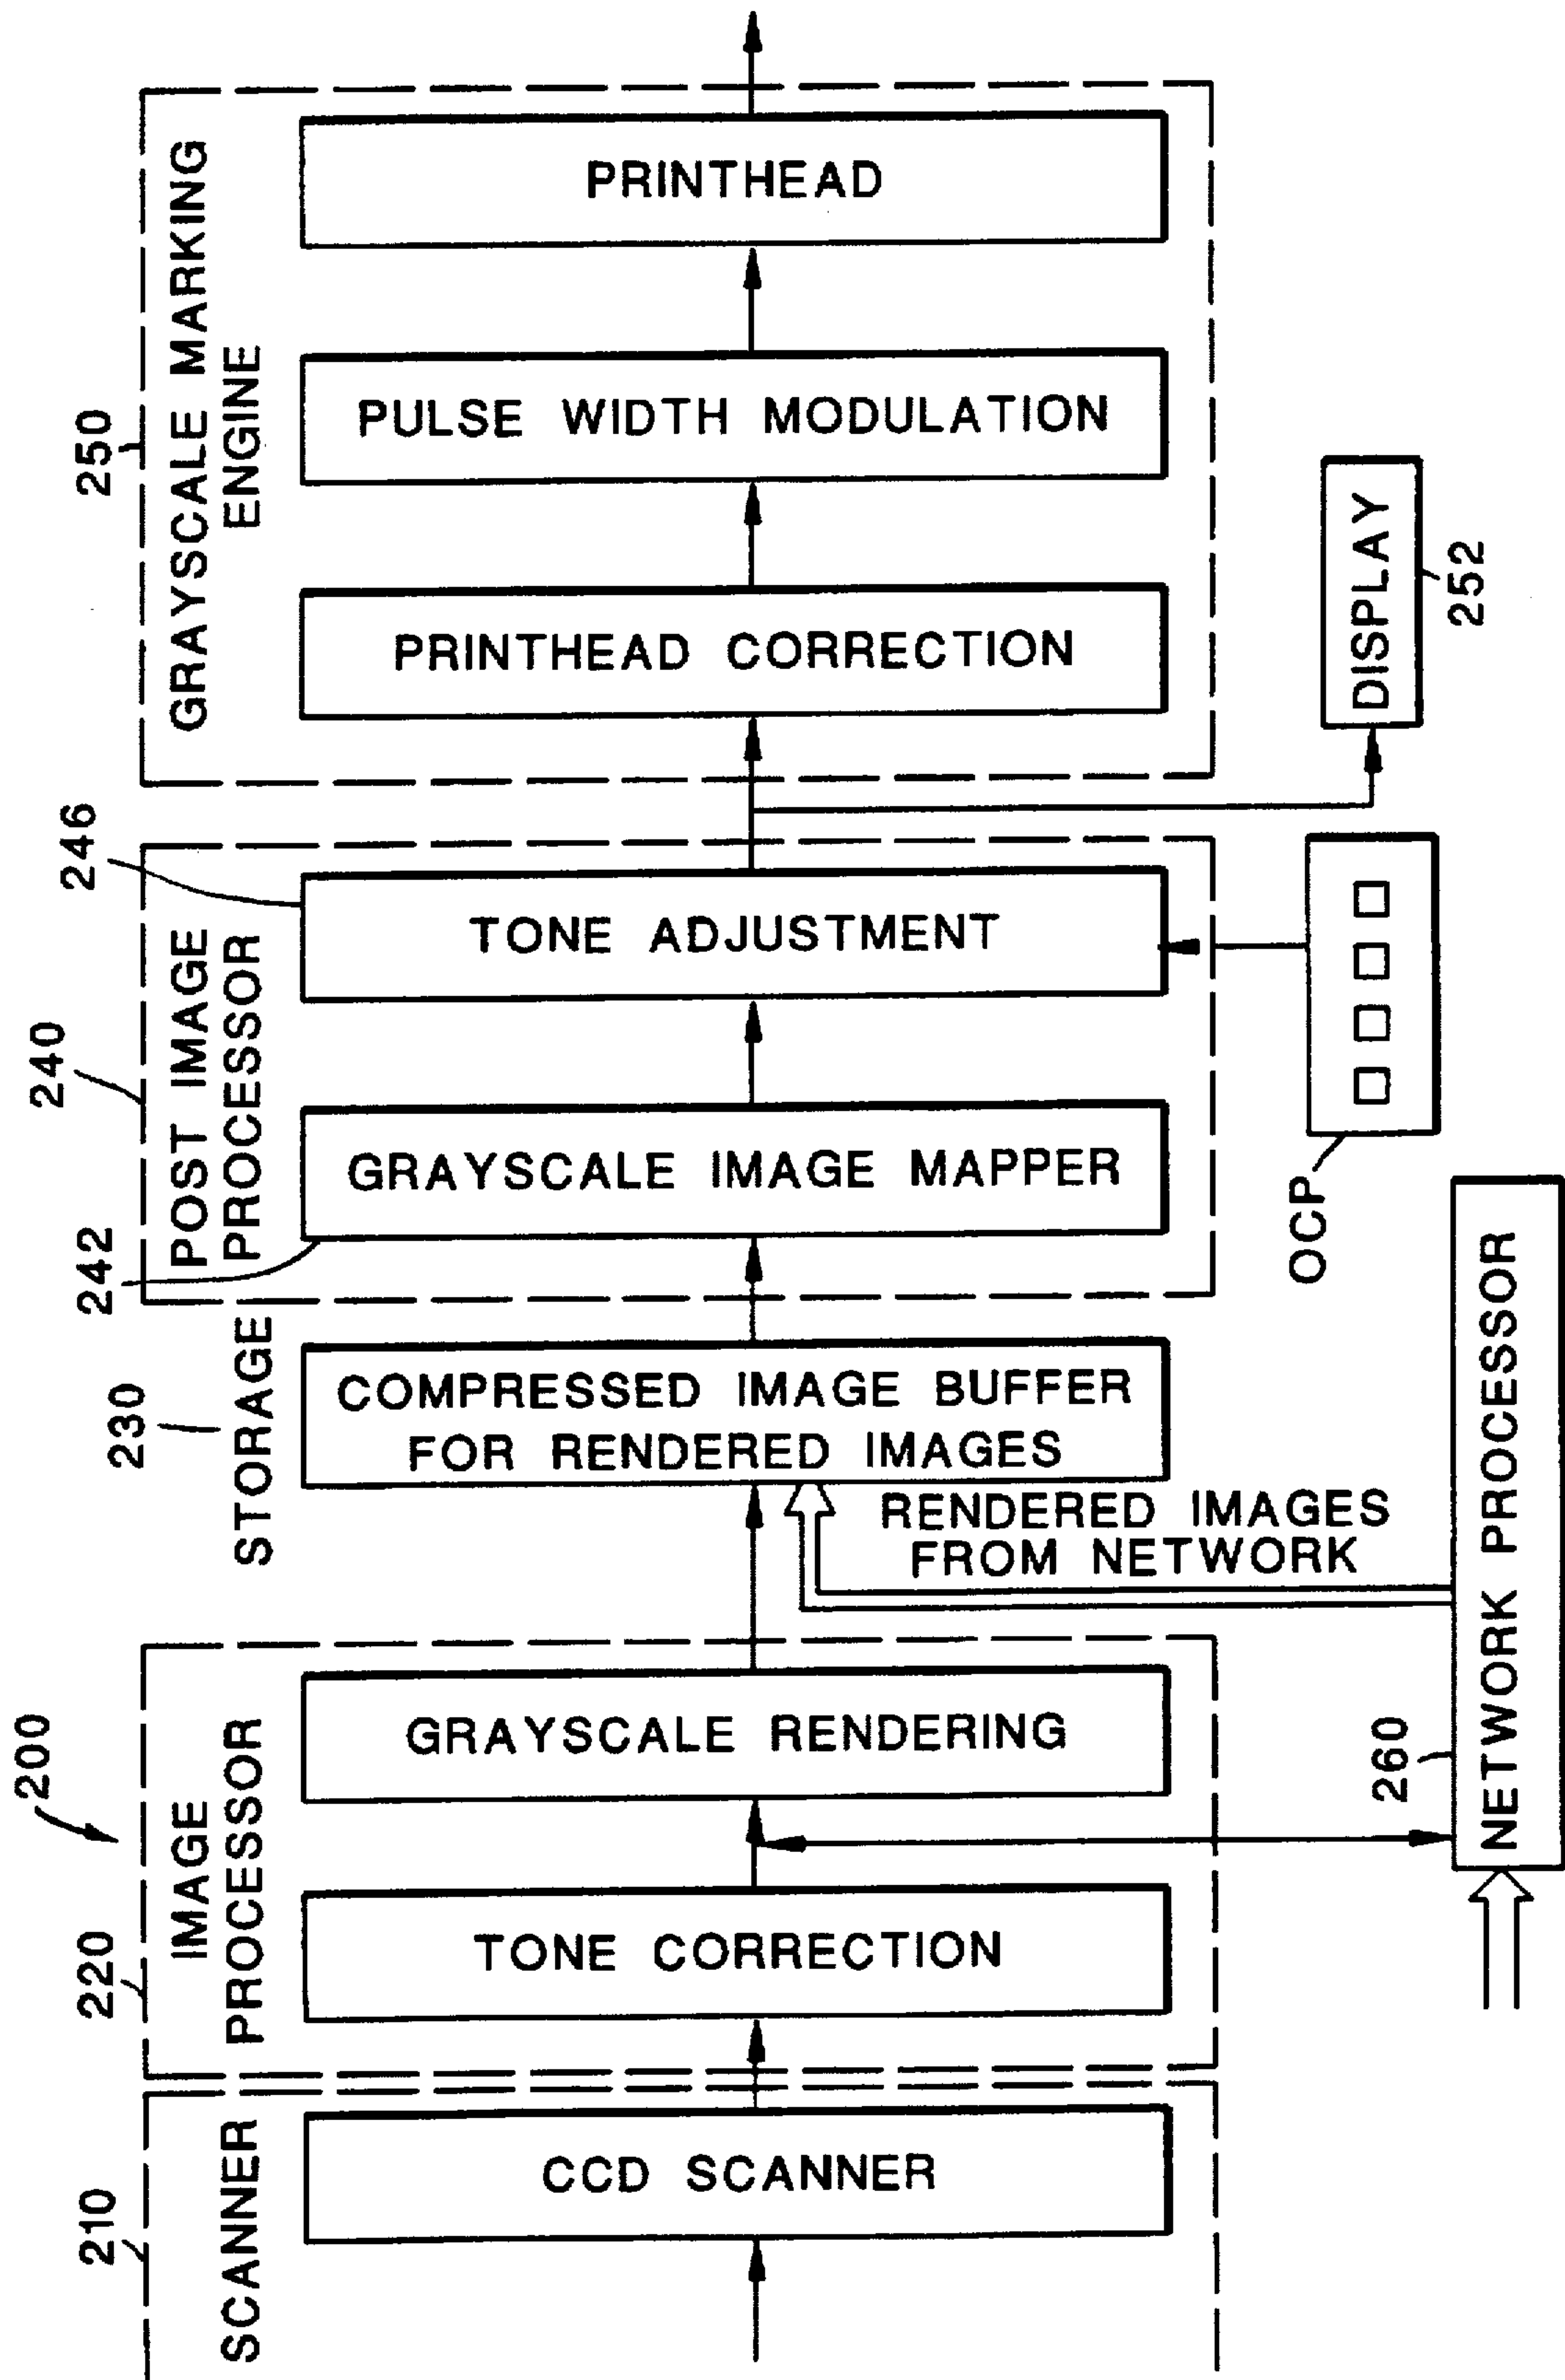 200
210
SCANNER
CCD SCANNER
220
IMAGE
PROCESSOR
TONE CORRECTION
GRAYSCALE RENDERING
230
STORAGE
COMPRESSED IMAGE BUFFER
FOR RENDERED IMAGES
RENDERED IMAGES
FROM NETWORK
260
NETWORK PROCESSOR
240
POST IMAGE
PROCESSOR
242
GRAYSCALE IMAGE MAPPER
246
TONE ADJUSTMENT
OCP
250
GRAYSCALE MARKING
ENGINE
PRINTHEAD CORRECTION
PULSE WIDTH MODULATION
PRINTHEAD
DISPLAY
252